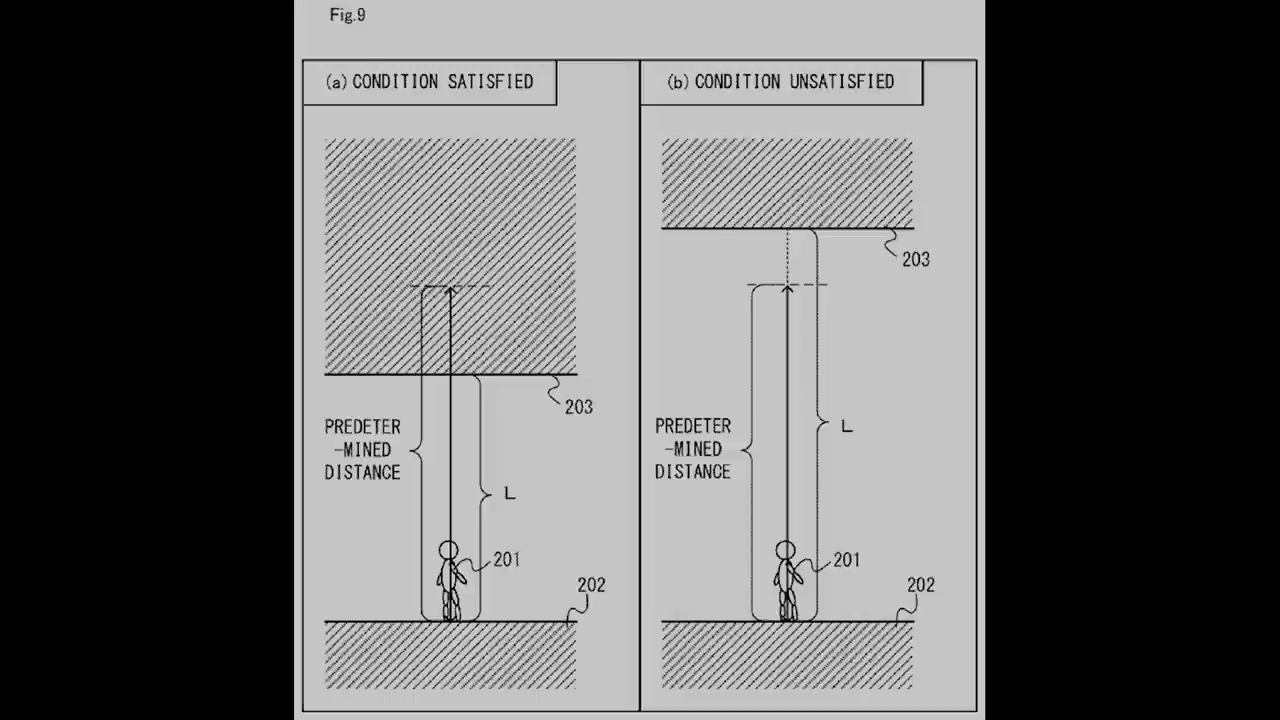 Fig.9
(a) CONDITION SATISFIED
203
PREDETER
-MINED
DISTANCE
L
201
202
(b) CONDITION UNSATISFIED
203
PREDETER
-MINED
DISTANCE
L
201
202